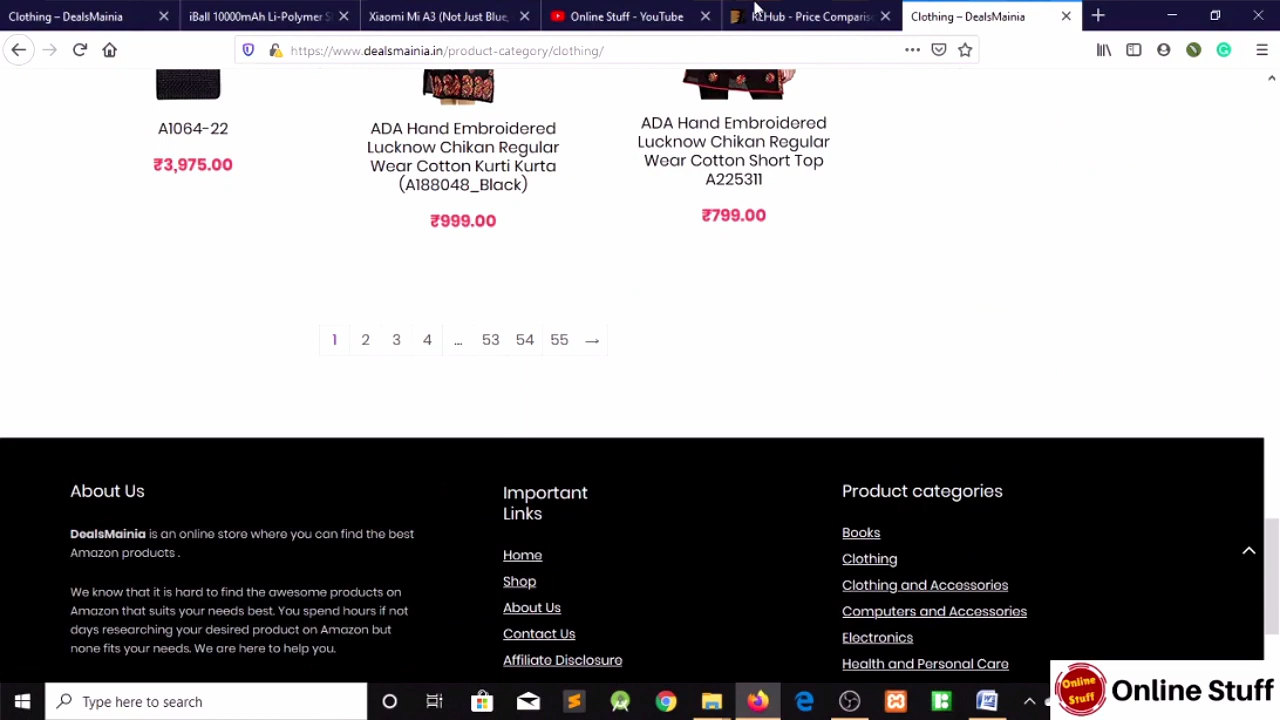 Clothing – DealsMainia
iBall 10000mAh Li-Polymer S
Xiaomi Mi A3 (Not Just Blue,
Online Stuff - YouTube
- Price Comparis
Clothing – DealsMainia
https://www.dealsmainia.in/product-category/clothing/
A1064-22
₹3,975.00
ADA Hand Embroidered
Lucknow Chikan Regular
Wear Cotton Kurti Kurta
(A188048_Black)
₹999.00
ADA Hand Embroidered
Lucknow Chikan Regular
Wear Cotton Short Top
A225311
₹799.00
1 2 3 4 ... 53 54 55 →
About Us
DealsMainia is an online store where you can find the best
Amazon products .
We know that it is hard to find the awesome products on
Amazon that suits your needs best. You spend hours if not
days researching your desired product on Amazon but
none fits your needs. We are here to help you.
Important
Links
Home
Shop
About Us
Contact Us
Affiliate Disclosure
Product categories
Books
Clothing
Clothing and Accessories
Computers and Accessories
Electronics
Health and Personal Care
Type here to search
Online
Stuff
Online Stuff